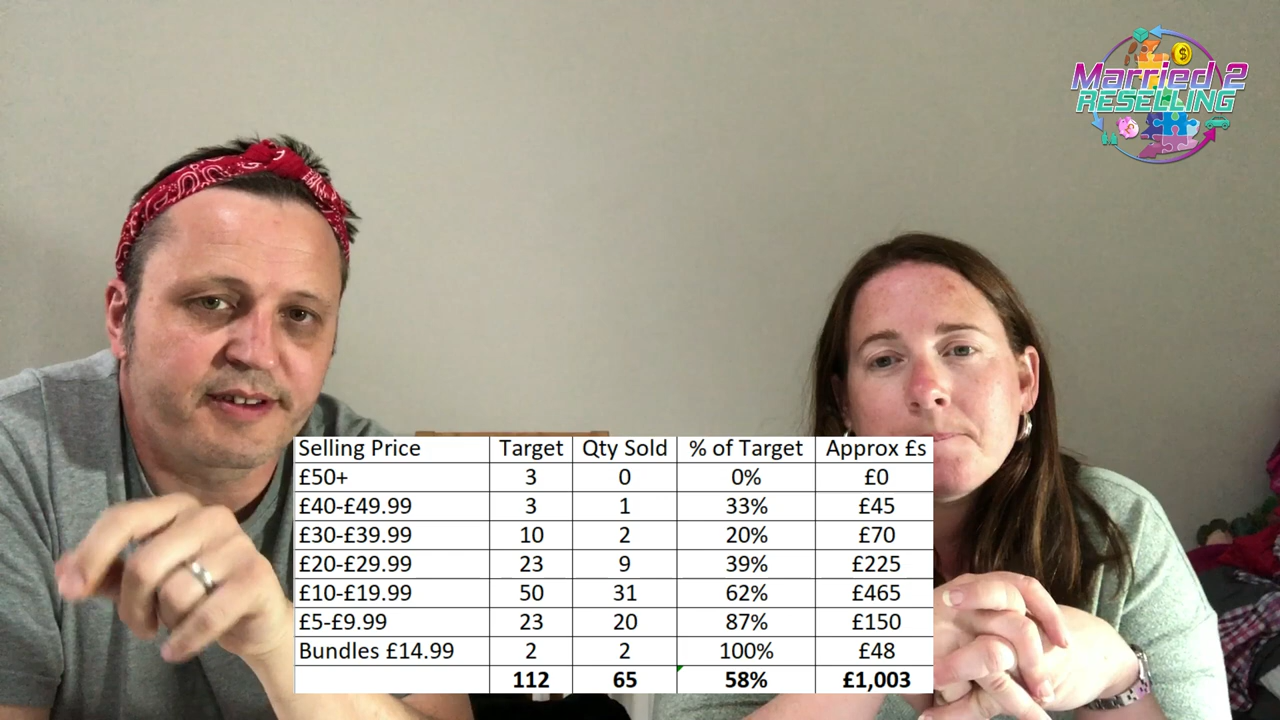 Married 2
RESELLING
Selling Price Target Qty Sold % of Target Approx £s
£50+ 3 0 0% £0
£40-£49.99 3 1 33% £45
£30-£39.99 10 2 20% £70
£20-£29.99 23 9 39% £225
£10-£19.99 50 31 62% £465
£5-£9.99 23 20 87% £150
Bundles £14.99 2 2 100% £48
112 65 58% £1,003